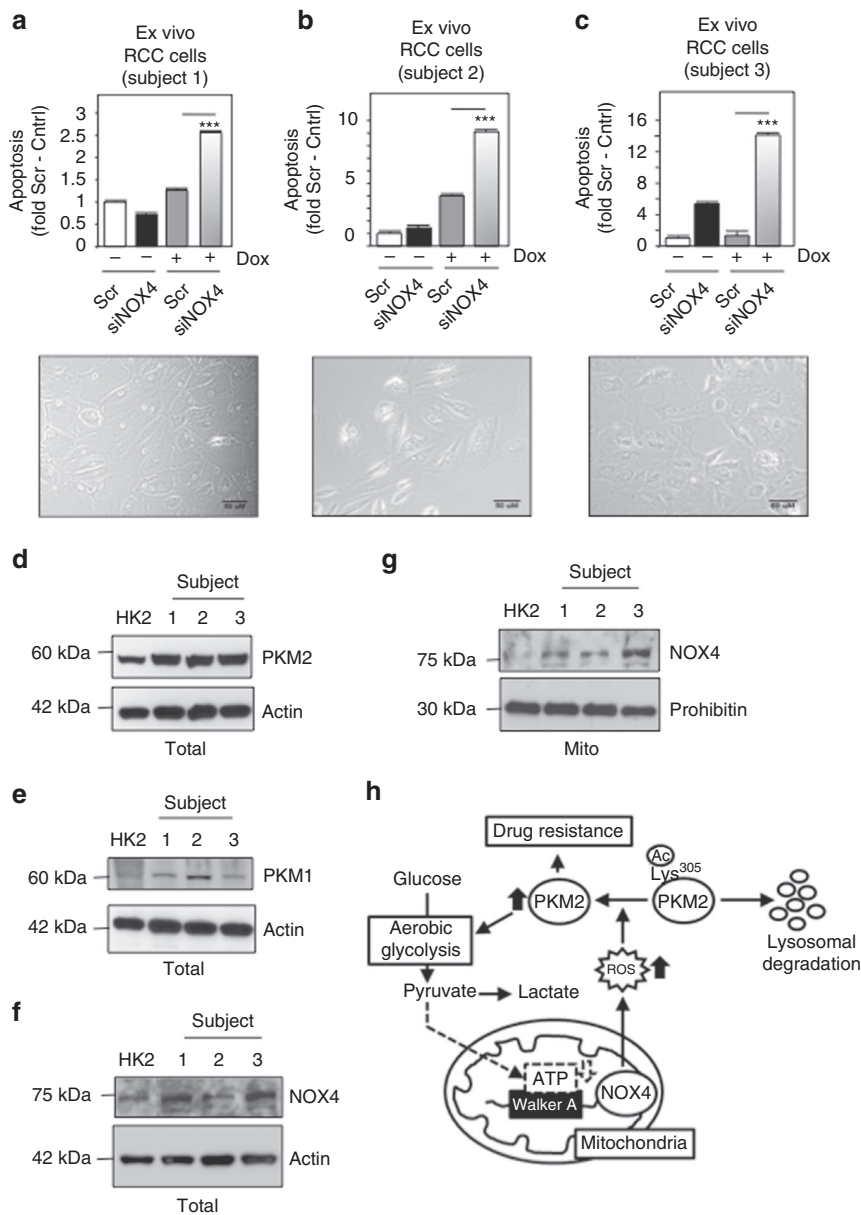 a
Ex vivo
RCC cells
(subject 1)
Apoptosis
(fold Scr - Cntrl)
3
2.5
2
1.5
1
0.5
0
***
– – + + Dox
Scr
siNOX4
Scr
siNOX4
b
Ex vivo
RCC cells
(subject 2)
Apoptosis
(fold Scr - Cntrl)
10
5
0
***
– – + + Dox
Scr
siNOX4
Scr
siNOX4
c
Ex vivo
RCC cells
(subject 3)
Apoptosis
(fold Scr - Cntrl)
16
12
8
4
0
***
– – + + Dox
Scr
siNOX4
Scr
siNOX4
50 uM
50 uM
50 uM
d
Subject
HK2 1 2 3
60 kDa
PKM2
42 kDa
Actin
Total
e
Subject
HK2 1 2 3
60 kDa
PKM1
42 kDa
Actin
Total
f
Subject
HK2 1 2 3
75 kDa
NOX4
42 kDa
Actin
Total
g
Subject
HK2 1 2 3
75 kDa
NOX4
30 kDa
Prohibitin
Mito
h
Drug resistance
Ac
Lys305
Glucose
PKM2
PKM2
Aerobic
glycolysis
Lysosomal
degradation
ROS
Pyruvate
Lactate
ATP
Walker A
NOX4
Mitochondria